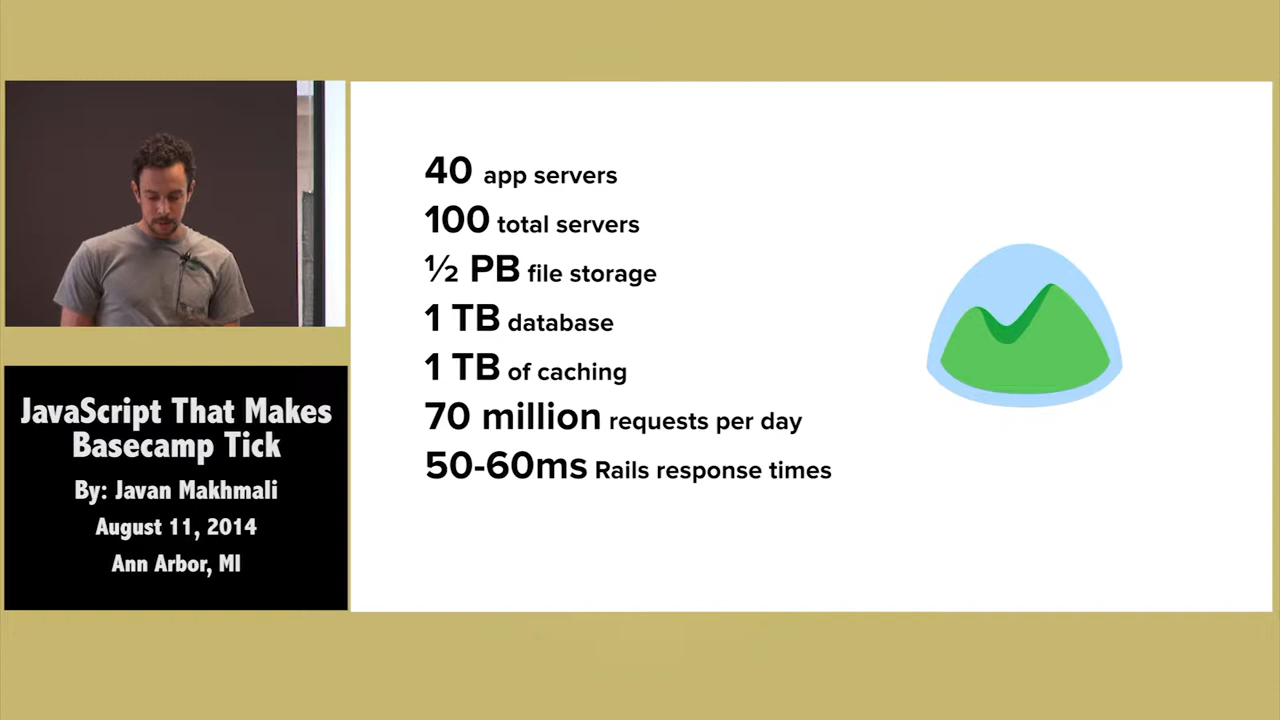 40 app servers
100 total servers
½ PB file storage
1 TB database
1 TB of caching
70 million requests per day
50-60ms Rails response times
JavaScript That Makes
Basecamp Tick
By: Javan Makhmali
August 11, 2014
Ann Arbor, MI